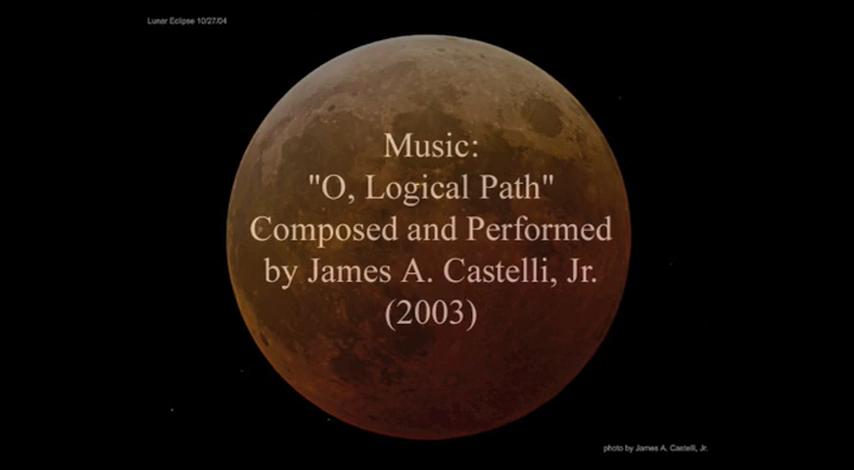 Lunar Eclipse 10/27/04
Music:
"O, Logical Path"
Composed and Performed
by James A. Castelli, Jr.
(2003)
photo by James A. Castelli, Jr.